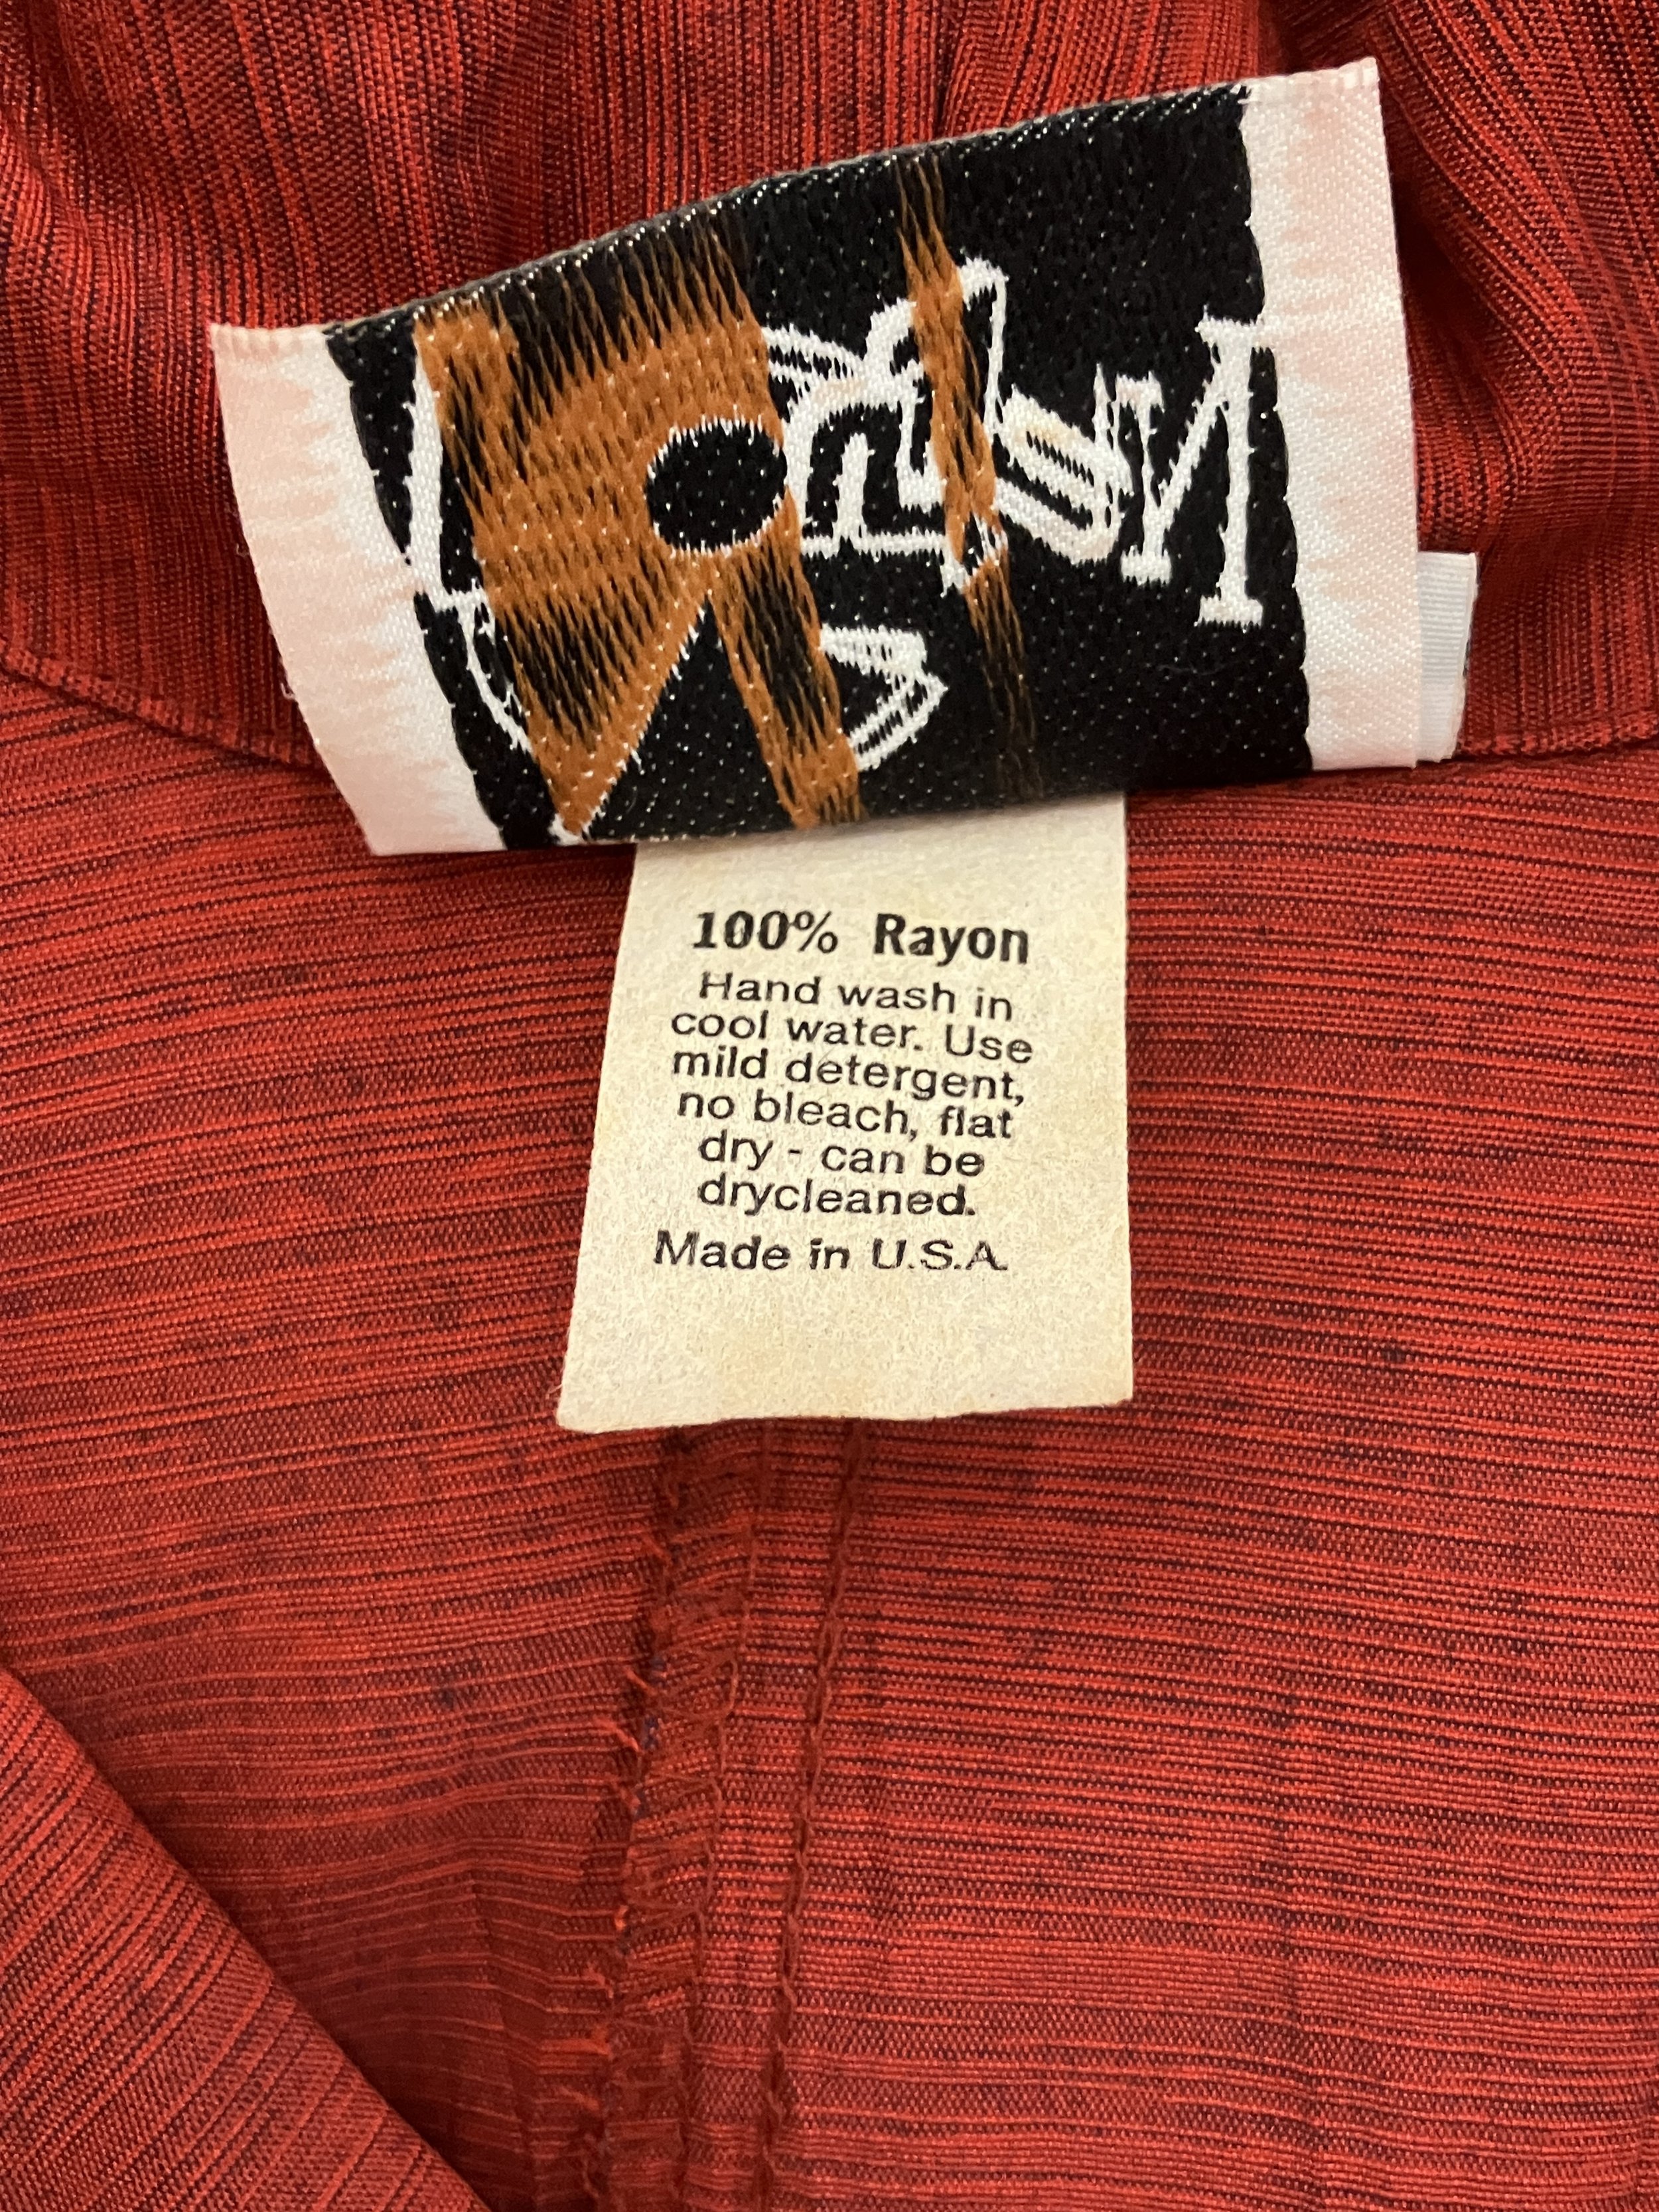 100% Rayon
Hand wash in
cool water. Use
mild detergent,
no bleach, flat
dry - can be
drycleaned.
Made in U.S.A.